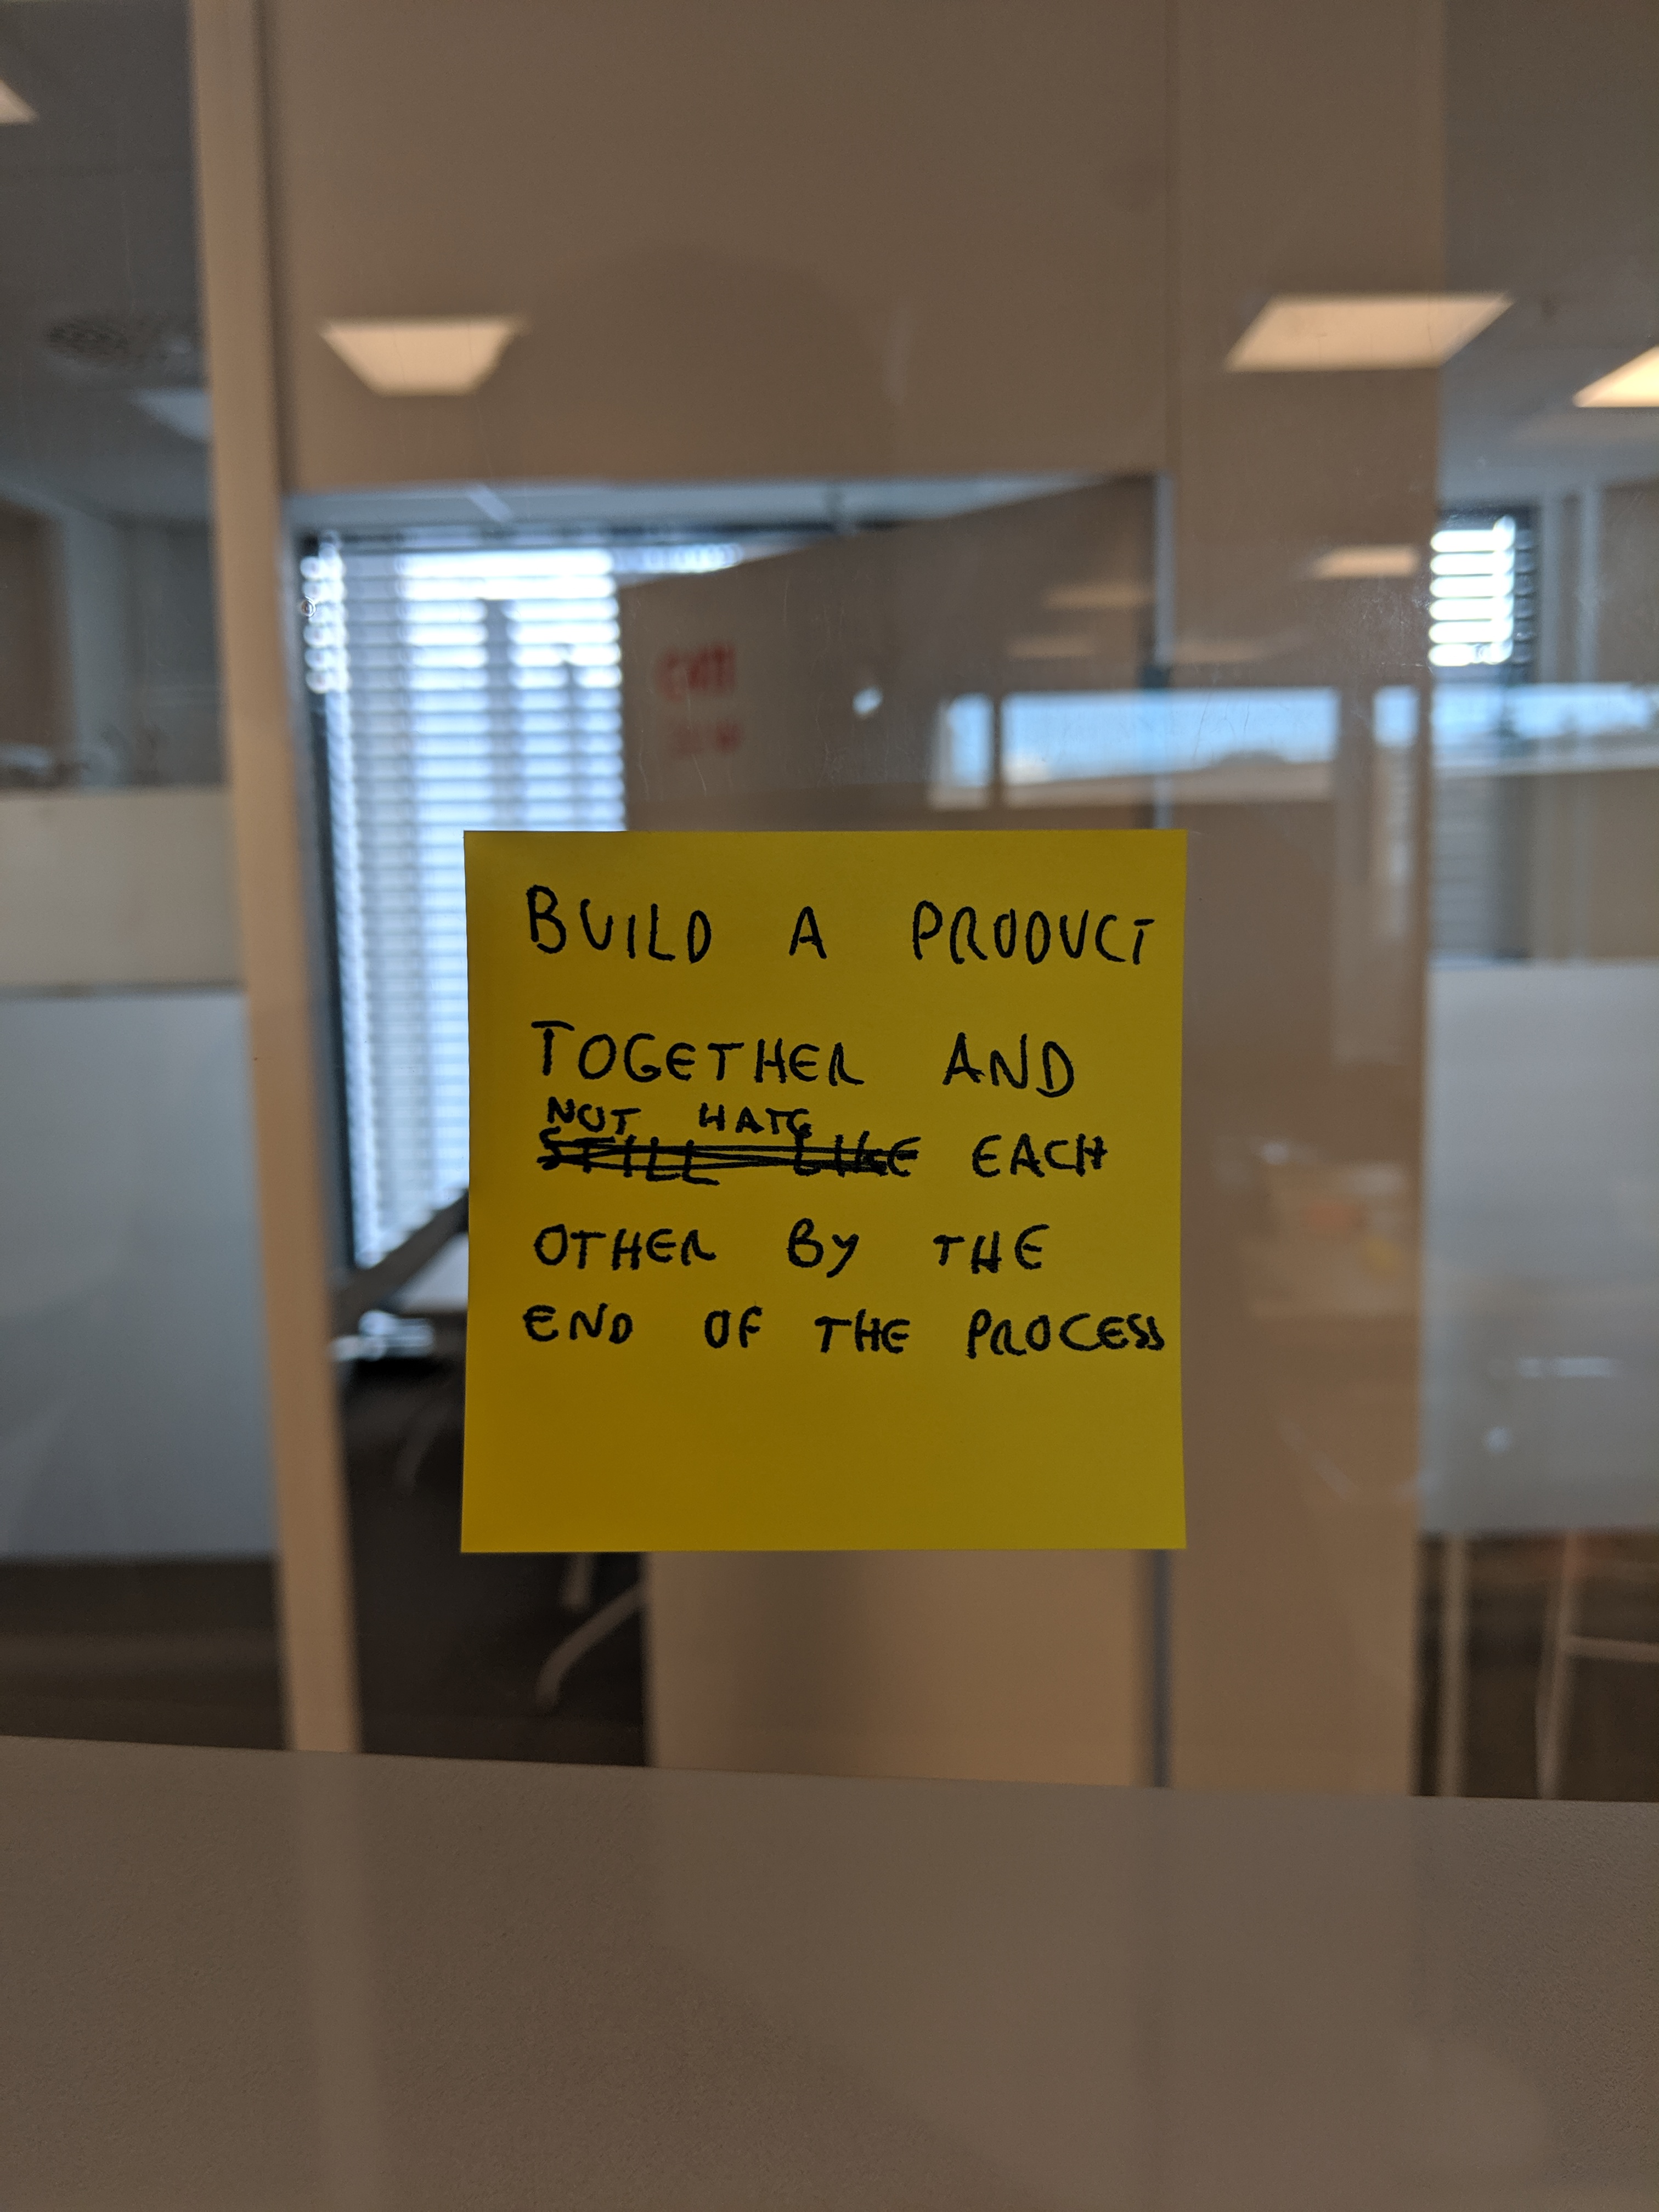 BUILD A PRODUCT
TOGETHER AND
NOT HATE
STILL LIKE EACH
OTHER BY THE
END OF THE PROCESS